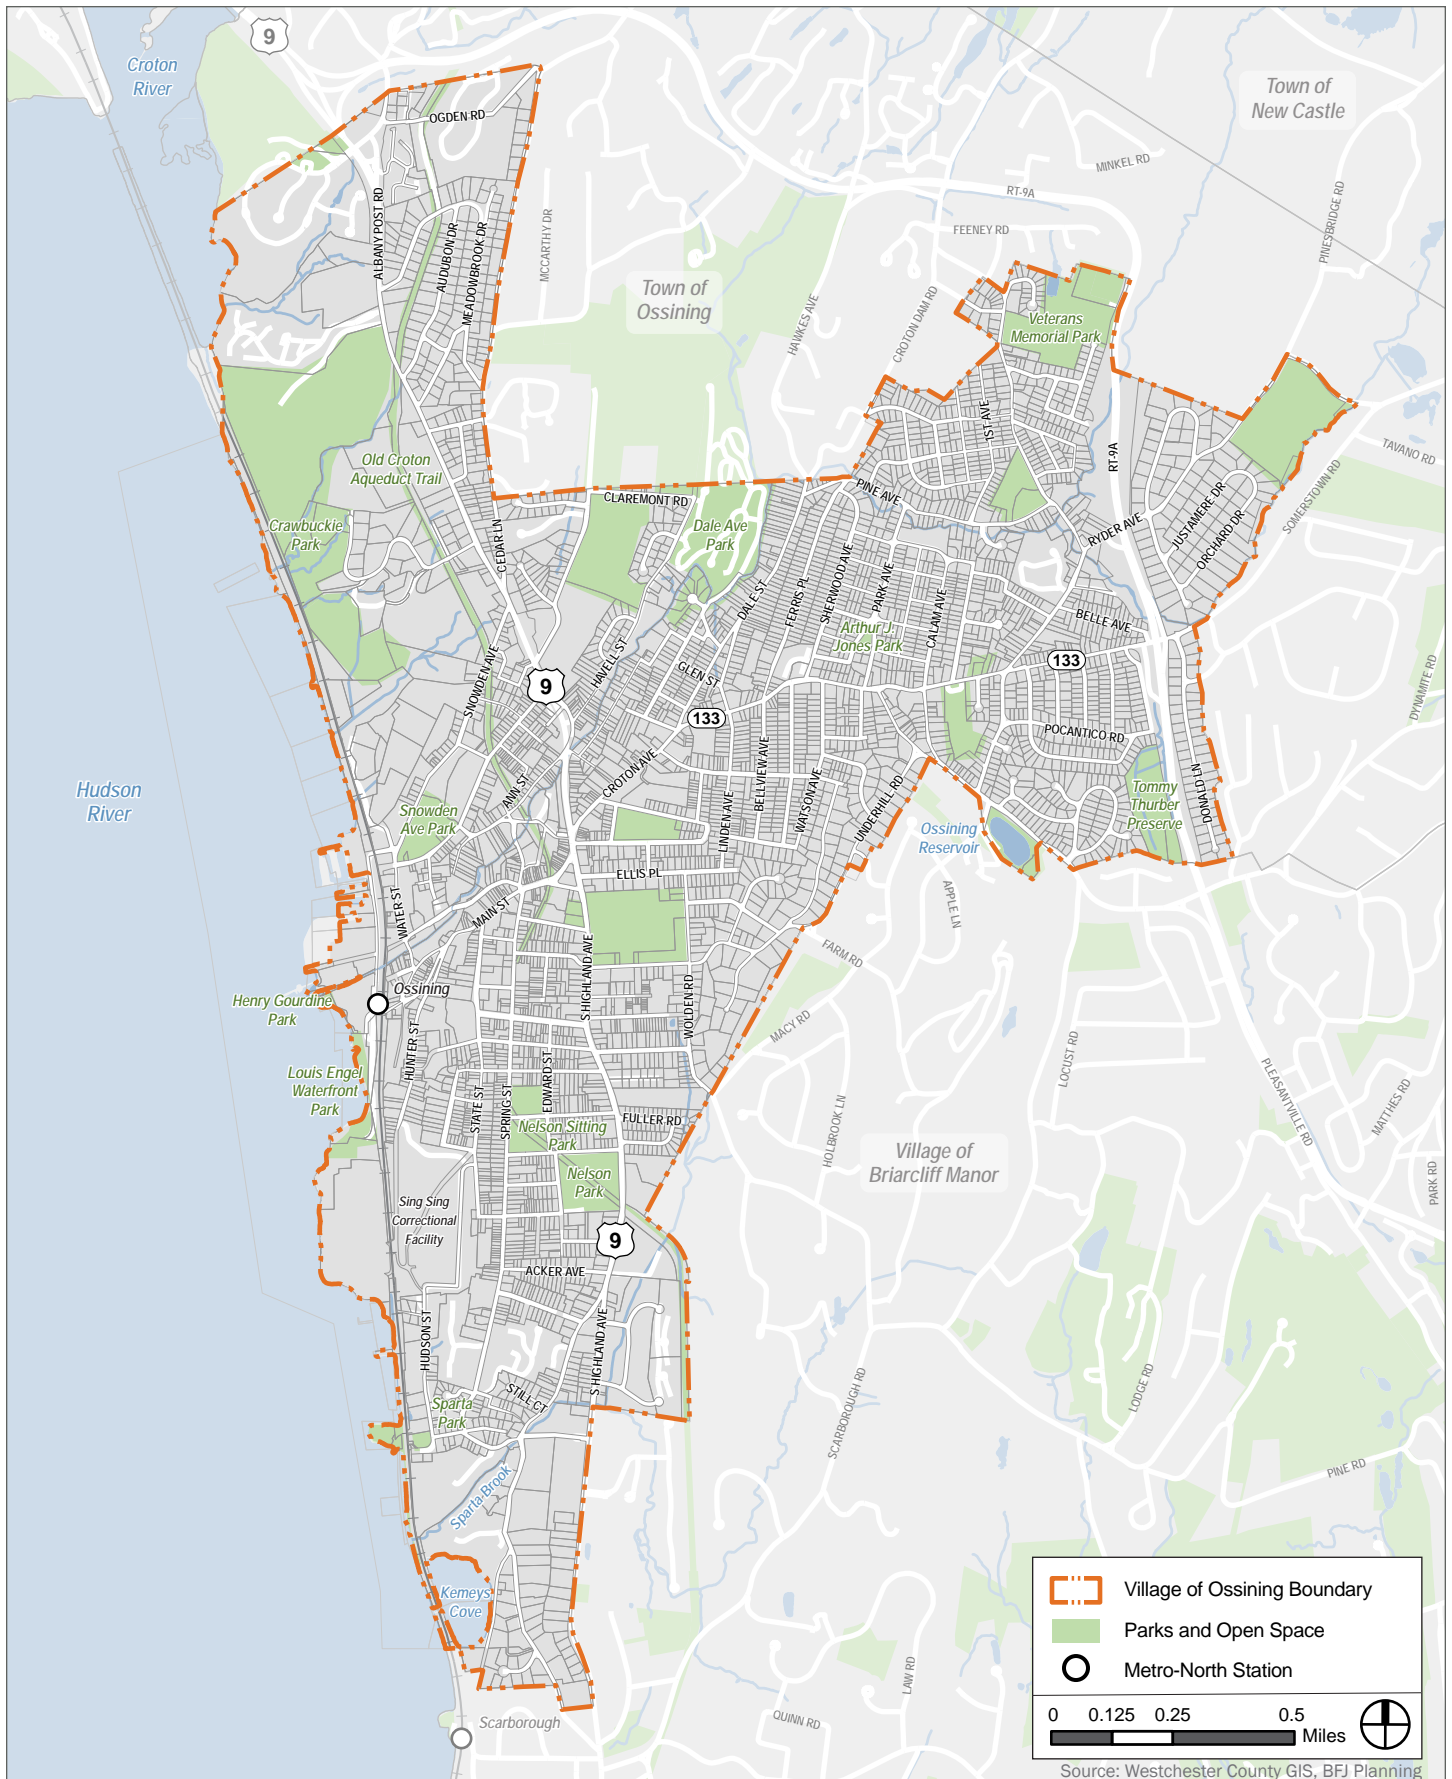 9
Croton
River
Town of
New Castle
OGDEN RD
MINKEL RD
RT-9A
PINESBRIDGE RD
ALBANY POST RD
AUDUBON DR
MEADOWBROOK DR
MCCARTHY DR
FEENEY RD
Town of
Ossining
HAWKES AVE
CROTON DAM RD
Veterans
Memorial Park
1ST AVE
RT-9A
TAVANO RD
Old Croton
Aqueduct Trail
CLAREMONT RD
PINE AVE
SOMERSTOWN RD
Crawbuckie
Park
CEDAR LN
Dale Ave
Park
RYDER AVE
JUSTAMERE DR
ORCHARD DR
DALE ST
FERRIS PL
SHERWOOD AVE
PARK AVE
CALAM AVE
BELLE AVE
Arthur J.
Jones Park
SNOWDEN AVE
HAVELL ST
GLEN ST
133
9
133
DYNAMITE RD
POCANTICO RD
Hudson
River
CROTON AVE
ANN ST
BELLVIEW AVE
WATSON AVE
LINDEN AVE
UNDERHILL RD
Snowden
Ave Park
Ossining
Reservoir
Tommy
Thurber
Preserve
DONALD LN
ELLIS PL
APPLE LN
WATER ST
MAIN ST
S HIGHLAND AVE
FARM RD
Ossining
Henry Gourdine
Park
WOLDEN RD
MACY RD
HUNTER ST
LOCUST RD
PLEASANTVILLE RD
Louis Engel
Waterfront
Park
STATE ST
SPRING ST
EDWARD ST
FULLER RD
HOLBROOK LN
MATTHES RD
Nelson Sitting
Park
Village of
Briarcliff Manor
Nelson
Park
PARK RD
Sing Sing
Correctional
Facility
9
ACKER AVE
HUDSON ST
S HIGHLAND AVE
SCARBOROUGH RD
LODGE RD
STILL CT
Sparta
Park
Sparta Brook
PINE RD
Kemeys
Cove
LAW RD
QUINN RD
Scarborough
Village of Ossining Boundary
Parks and Open Space
Metro-North Station
0 0.125 0.25 0.5
Miles
Source: Westchester County GIS, BFJ Planning